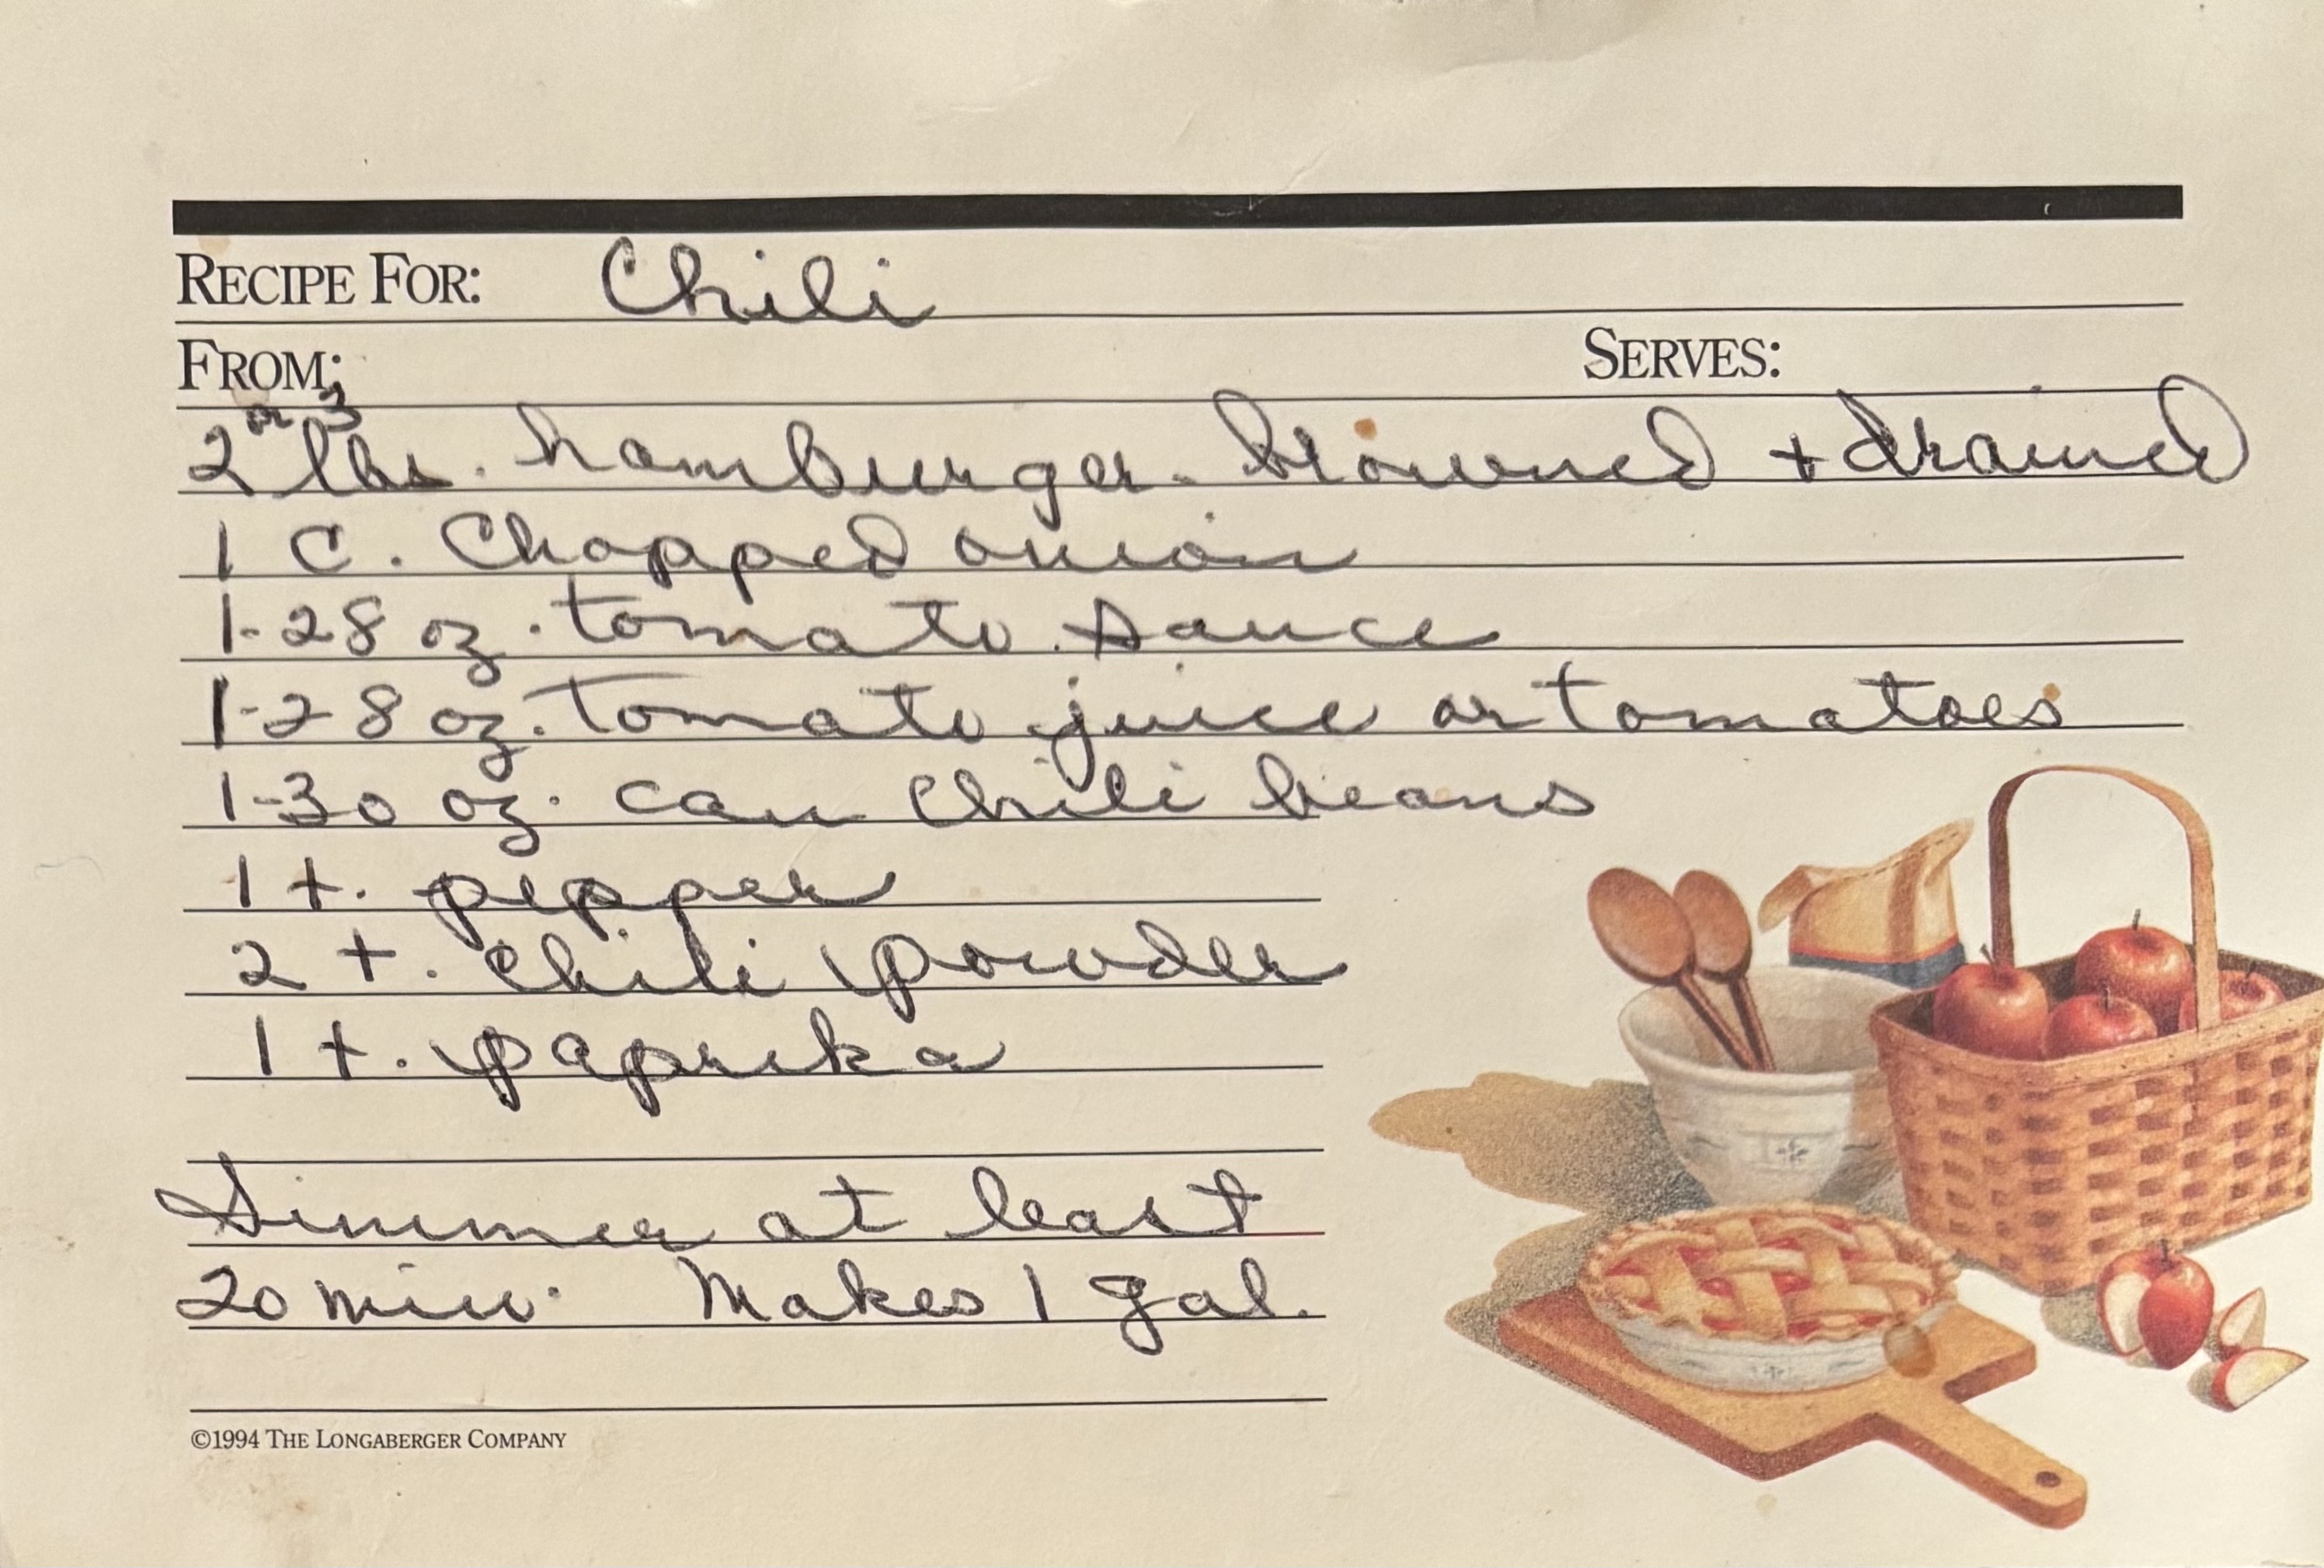 RECIPE FOR: Chili
FROM: SERVES:
2 or 3 lbs. hamburger - browned + drained
1 C. Chopped onion
1-28 oz. tomato sauce
1-28 oz. tomato juice or tomatoes
1-30 oz. can Chili beans
1 t. pepper
2 t. chili powder
1 t. paprika
Simmer at least
20 min. Makes 1 gal.
©1994 THE LONGABERGER COMPANY